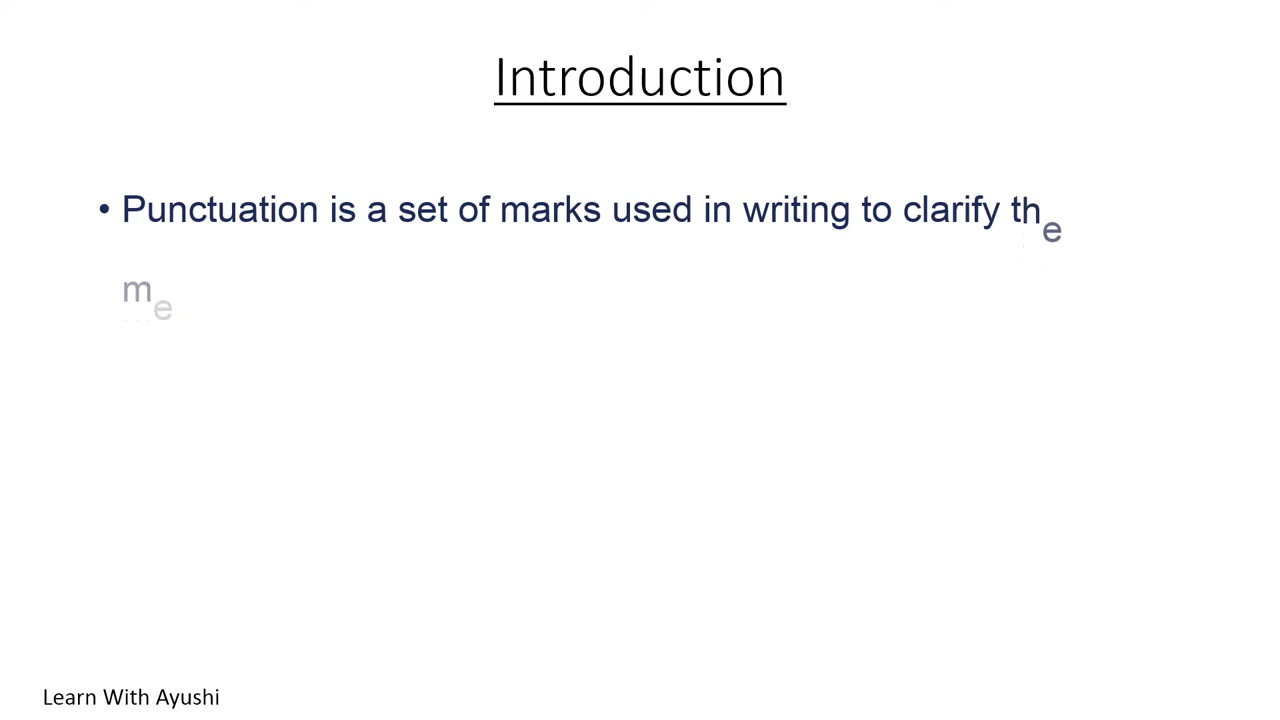 Introduction
• Punctuation is a set of marks used in writing to clarify the
me
Learn With Ayushi